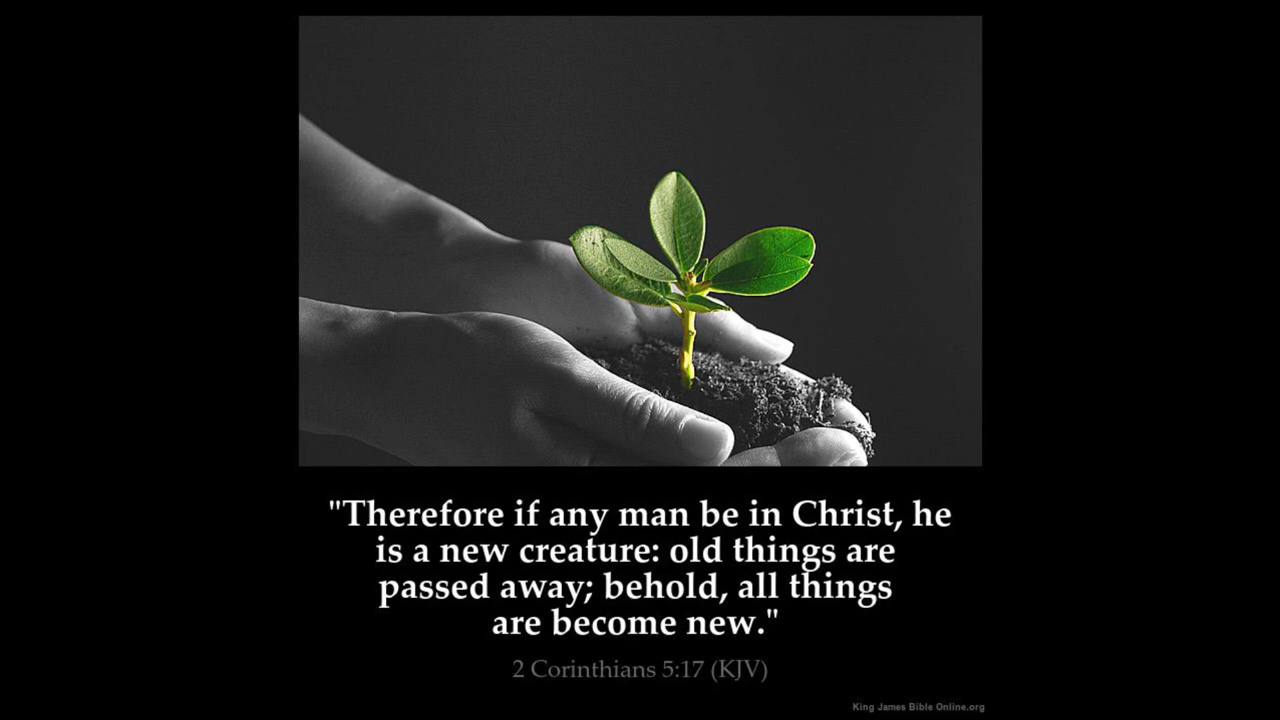 "Therefore if any man be in Christ, he
is a new creature: old things are
passed away; behold, all things
are become new."
2 Corinthians 5:17 (KJV)
King James Bible Online.org